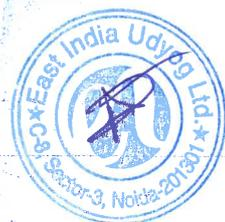 ★East India Udyog Ltd.★
C-8, Sector-3, Noida-201301